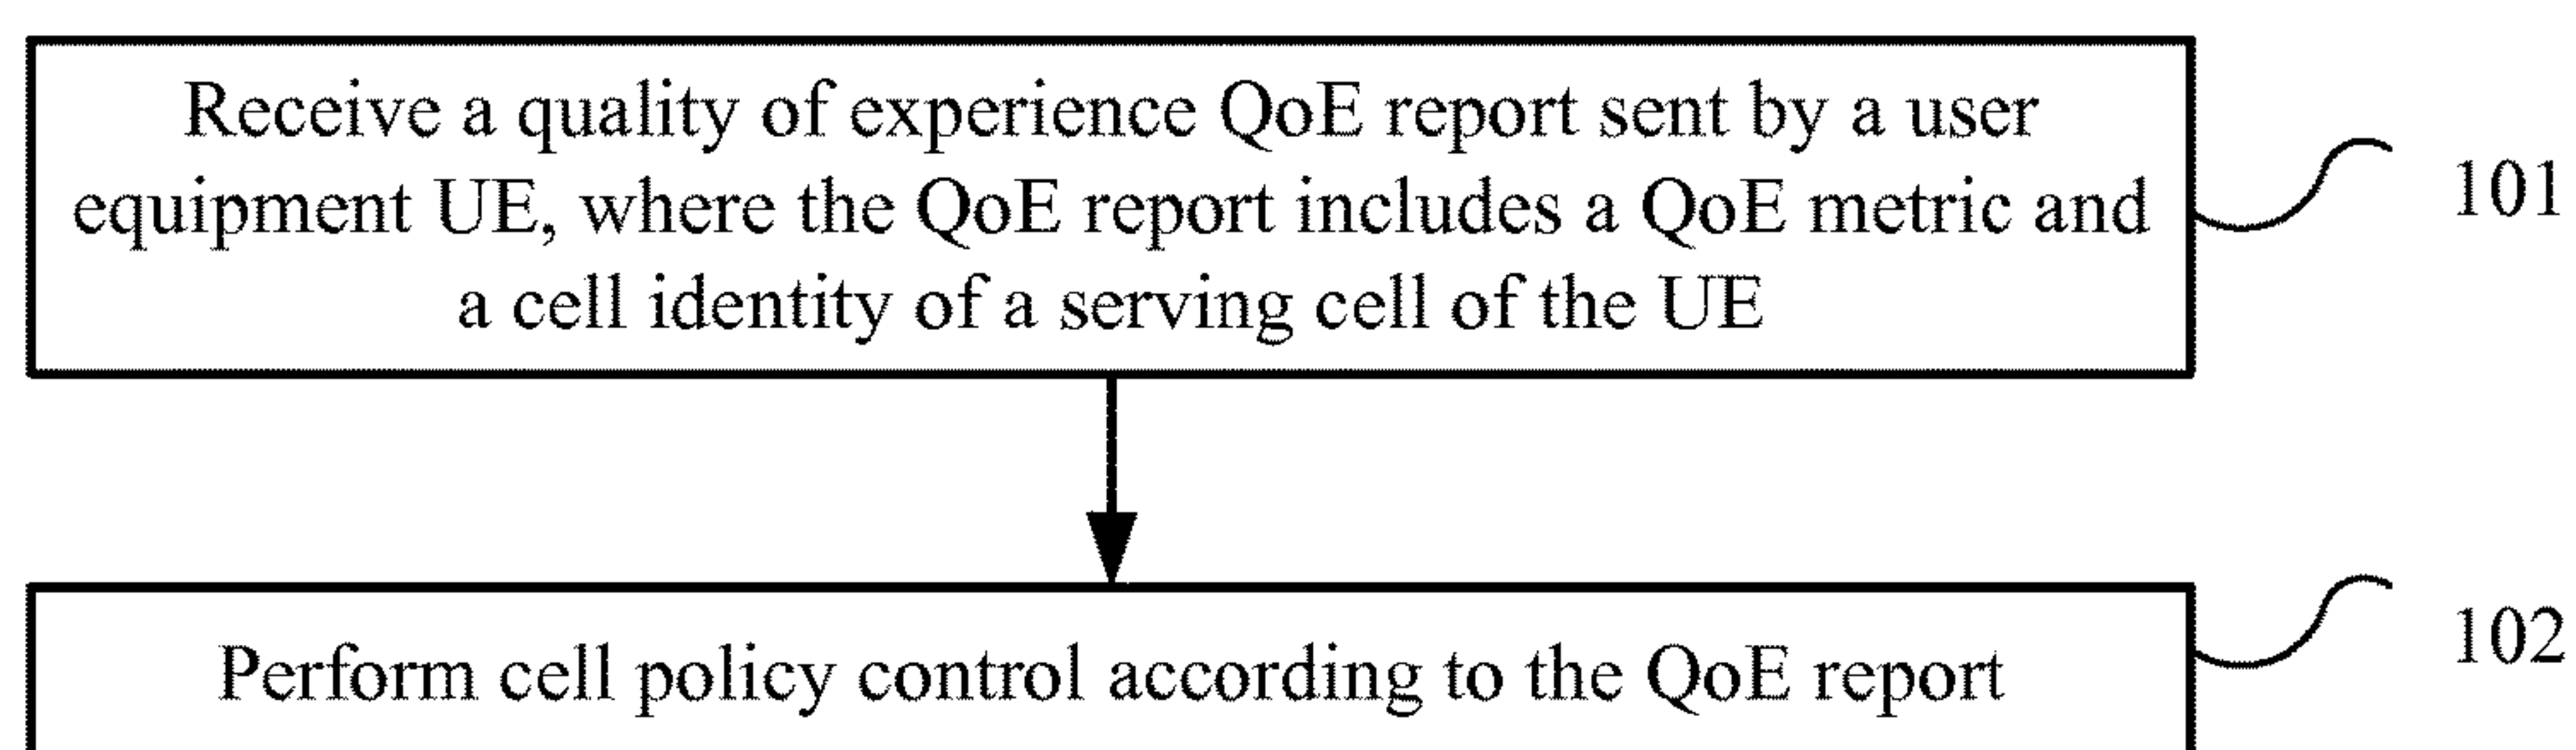 Receive a quality of experience QoE report sent by a user
equipment UE, where the QoE report includes a QoE metric and
a cell identity of a serving cell of the UE
101
Perform cell policy control according to the QoE report
102